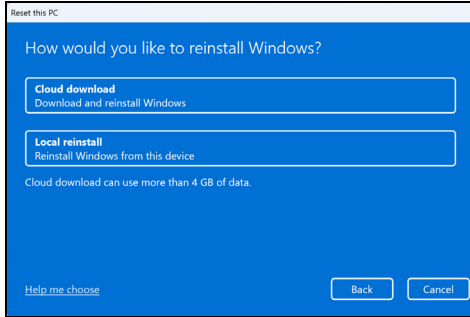 Reset this PC
How would you like to reinstall Windows?
Cloud download
Download and reinstall Windows
Local reinstall
Reinstall Windows from this device
Cloud download can use more than 4 GB of data.
Help me choose
Back
Cancel